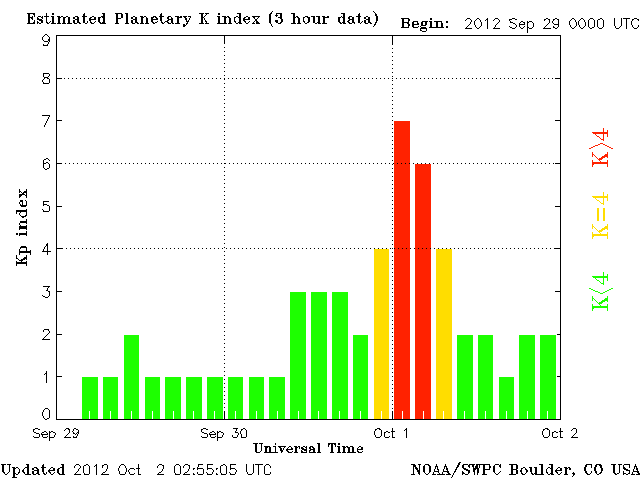 Estimated Planetary K index (3 hour data)
Begin: 2012 Sep 29 0000 UTC
9
8
7
6
5
4
3
2
1
0
Kp index
K>4
K=4
K<4
Sep 29
Sep 30
Oct 1
Oct 2
Universal Time
Updated 2012 Oct 2 02:55:05 UTC
NOAA/SWPC Boulder, CO USA